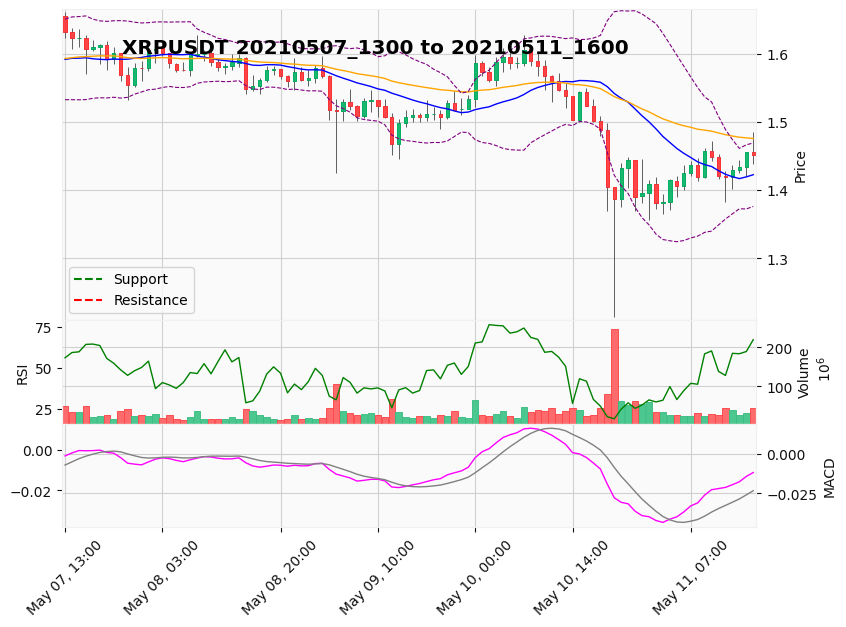 XRPUSDT 20210507_1300 to 20210511_1600
1.6
1.5
1.4
1.3
Price
Support
Resistance
75
50
25
RSI
200
100
Volume
10^6
0.00
−0.02
0.000
−0.025
MACD
May 07, 13:00
May 08, 03:00
May 08, 20:00
May 09, 10:00
May 10, 00:00
May 10, 14:00
May 11, 07:00